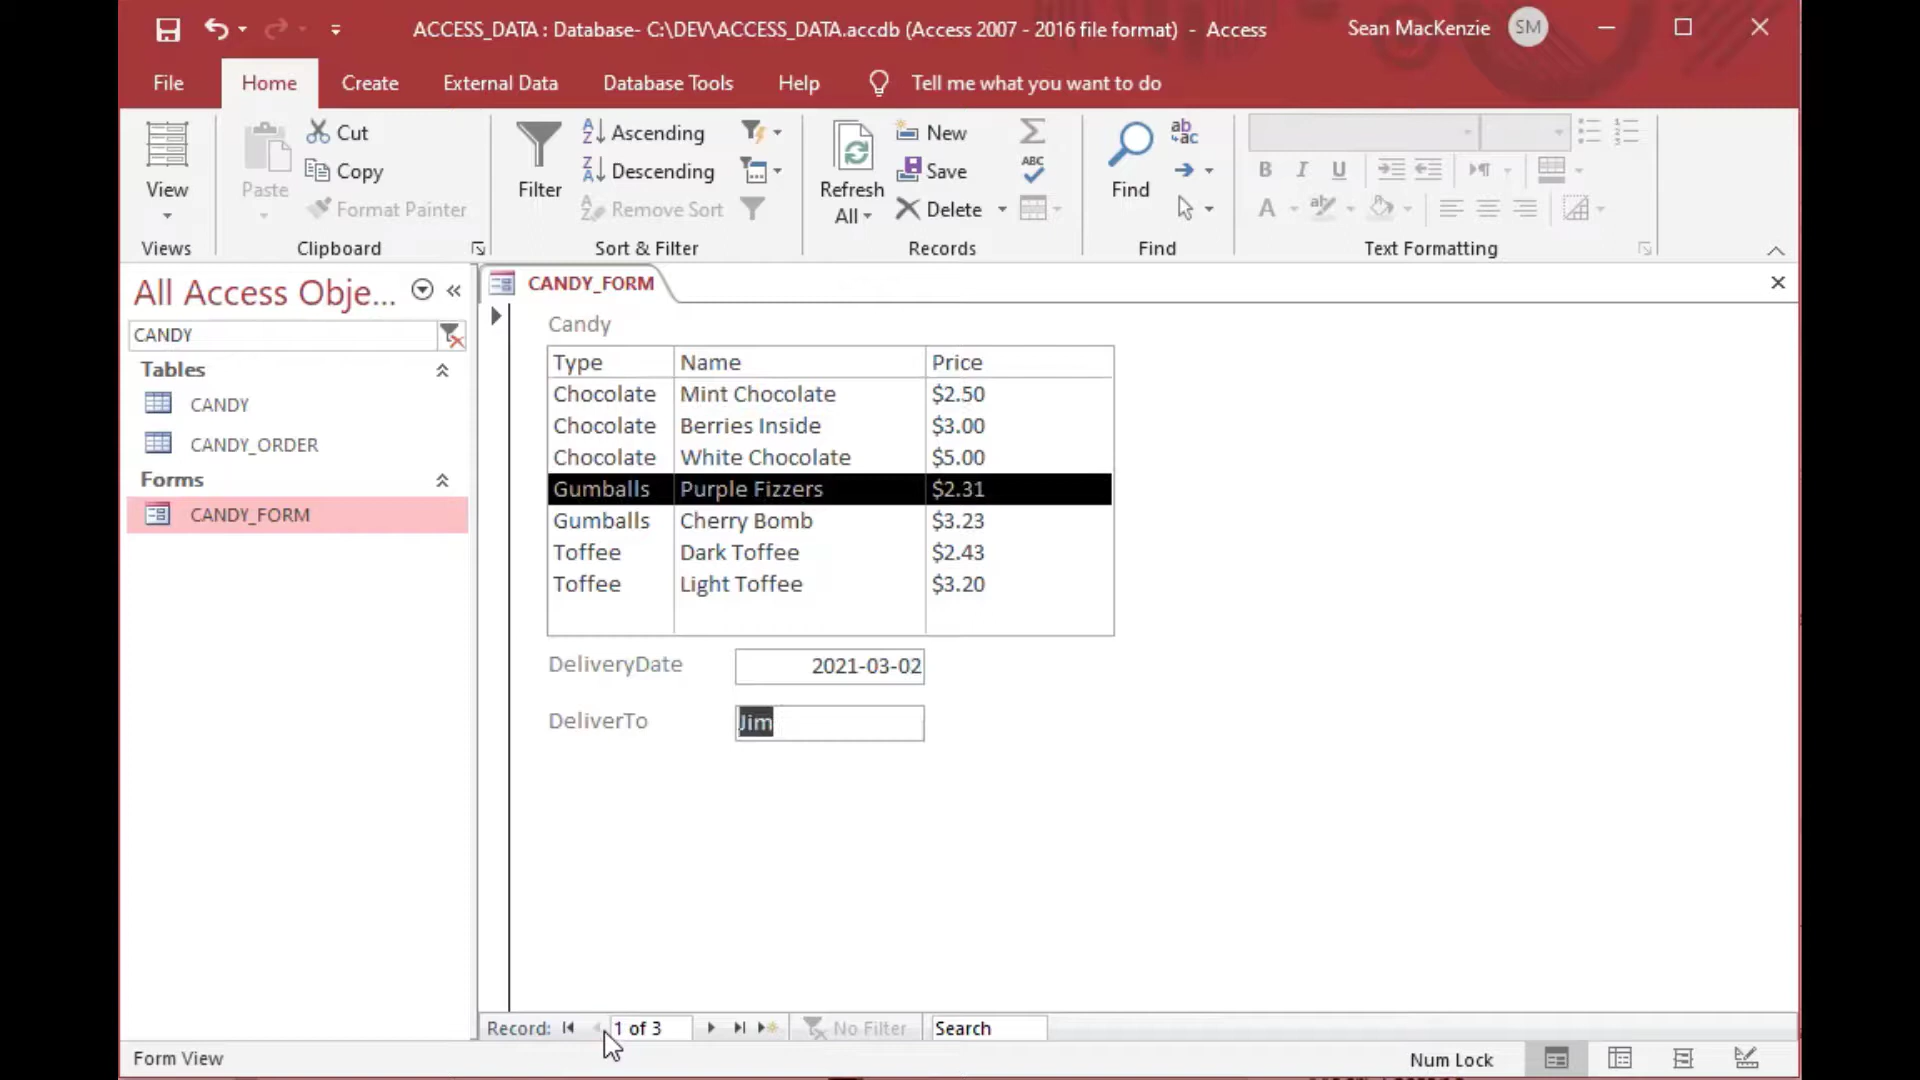 ACCESS_DATA : Database- C:\DEV\ACCESS_DATA.accdb (Access 2007 - 2016 file format) - Access
Sean MacKenzie SM
File Home Create External Data Database Tools Help Tell me what you want to do
View
Views
Paste
Cut
Copy
Format Painter
Clipboard
Filter
Ascending
Descending
Remove Sort
Sort & Filter
Refresh
All
New
Save
Delete
ABC
Records
Find
ab
ac
Find
B I U
A
ab
Text Formatting
All Access Obje...
CANDY
Tables
CANDY
CANDY_ORDER
Forms
CANDY_FORM
CANDY_FORM
Candy
Type Name Price
Chocolate Mint Chocolate $2.50
Chocolate Berries Inside $3.00
Chocolate White Chocolate $5.00
Gumballs Purple Fizzers $2.31
Gumballs Cherry Bomb $3.23
Toffee Dark Toffee $2.43
Toffee Light Toffee $3.20
DeliveryDate 2021-03-02
DeliverTo Jim
Record: 1 of 3 No Filter Search
Form View Num Lock